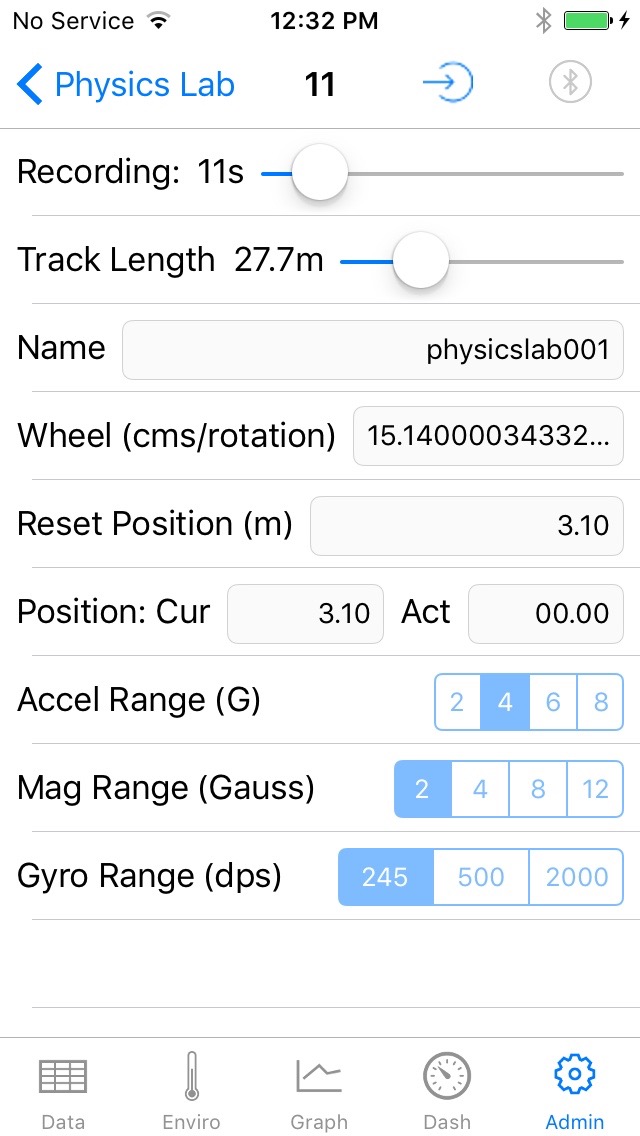 No Service 12:32 PM
Physics Lab 11
Recording: 11s
Track Length 27.7m
Name physicslab001
Wheel (cms/rotation) 15.14000034332...
Reset Position (m) 3.10
Position: Cur 3.10 Act 00.00
Accel Range (G) 2 4 6 8
Mag Range (Gauss) 2 4 8 12
Gyro Range (dps) 245 500 2000
Data Enviro Graph Dash Admin